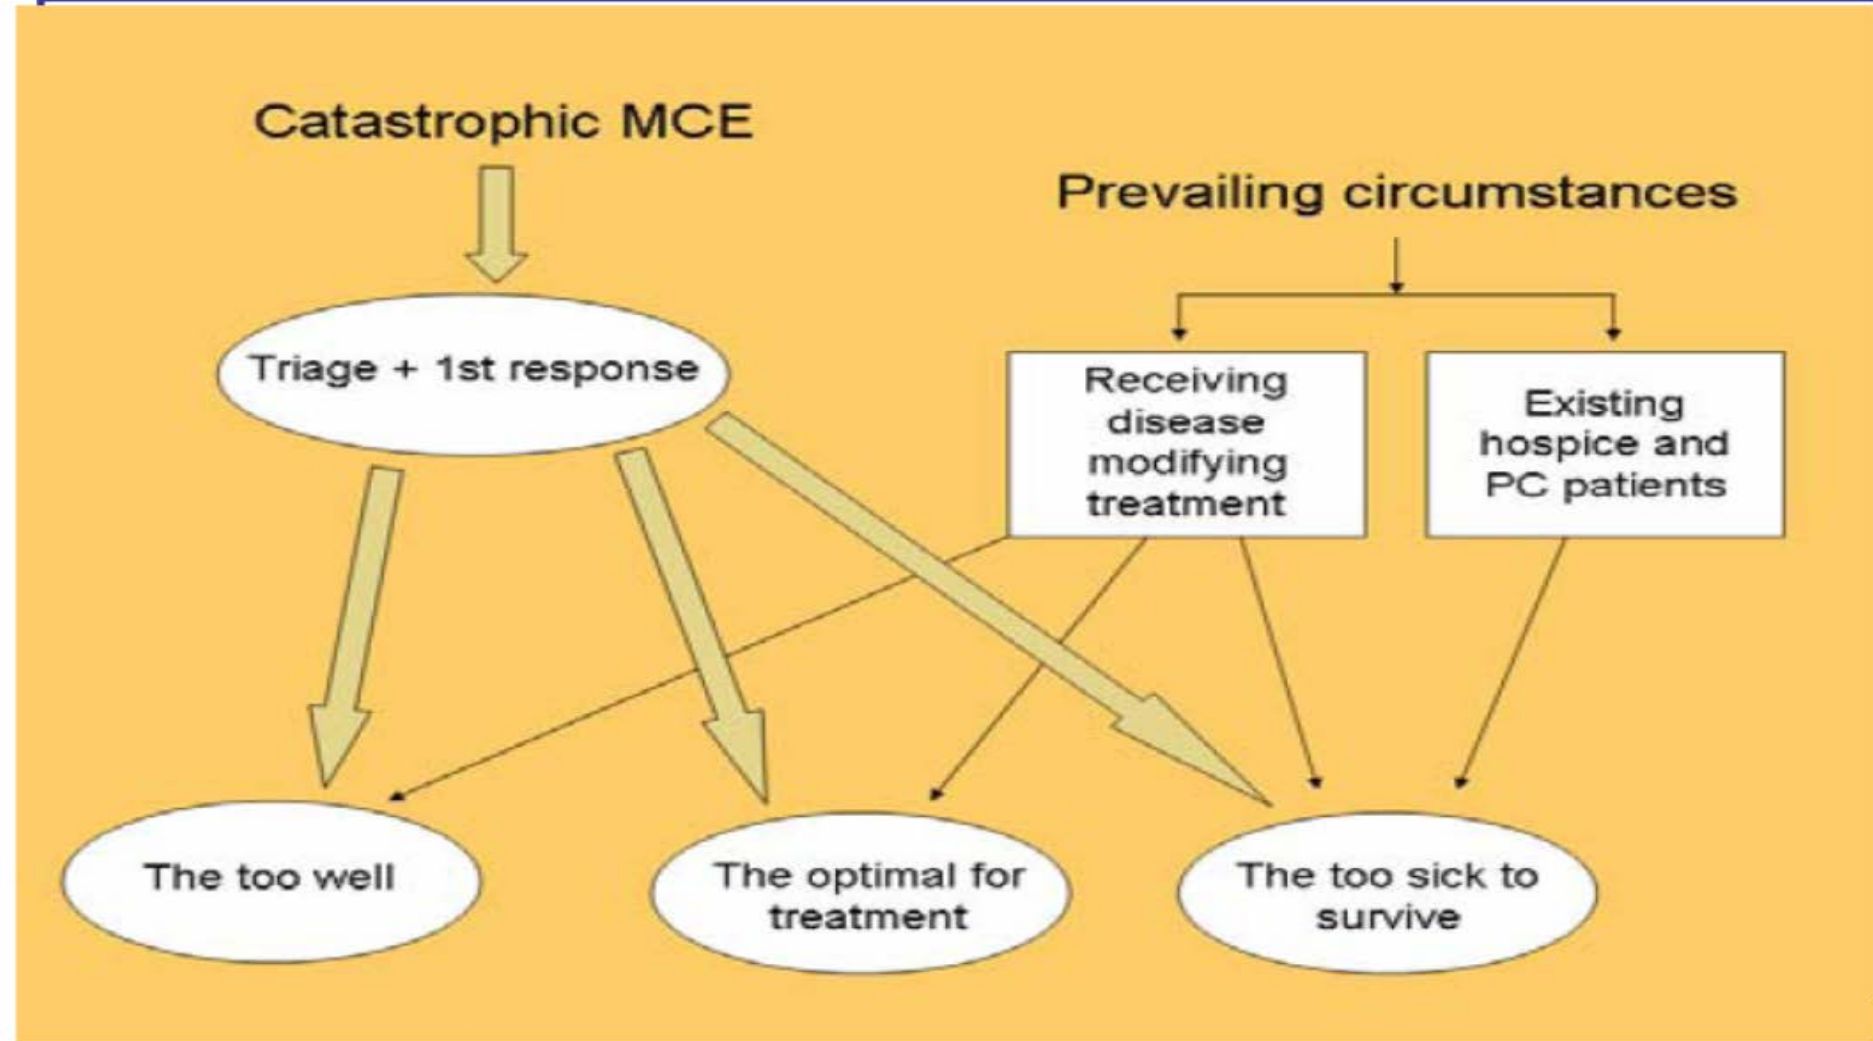 Catastrophic MCE
Prevailing circumstances
Triage + 1st response
Receiving
disease
modifying
treatment
Existing
hospice and
PC patients
The too well
The optimal for
treatment
The too sick to
survive